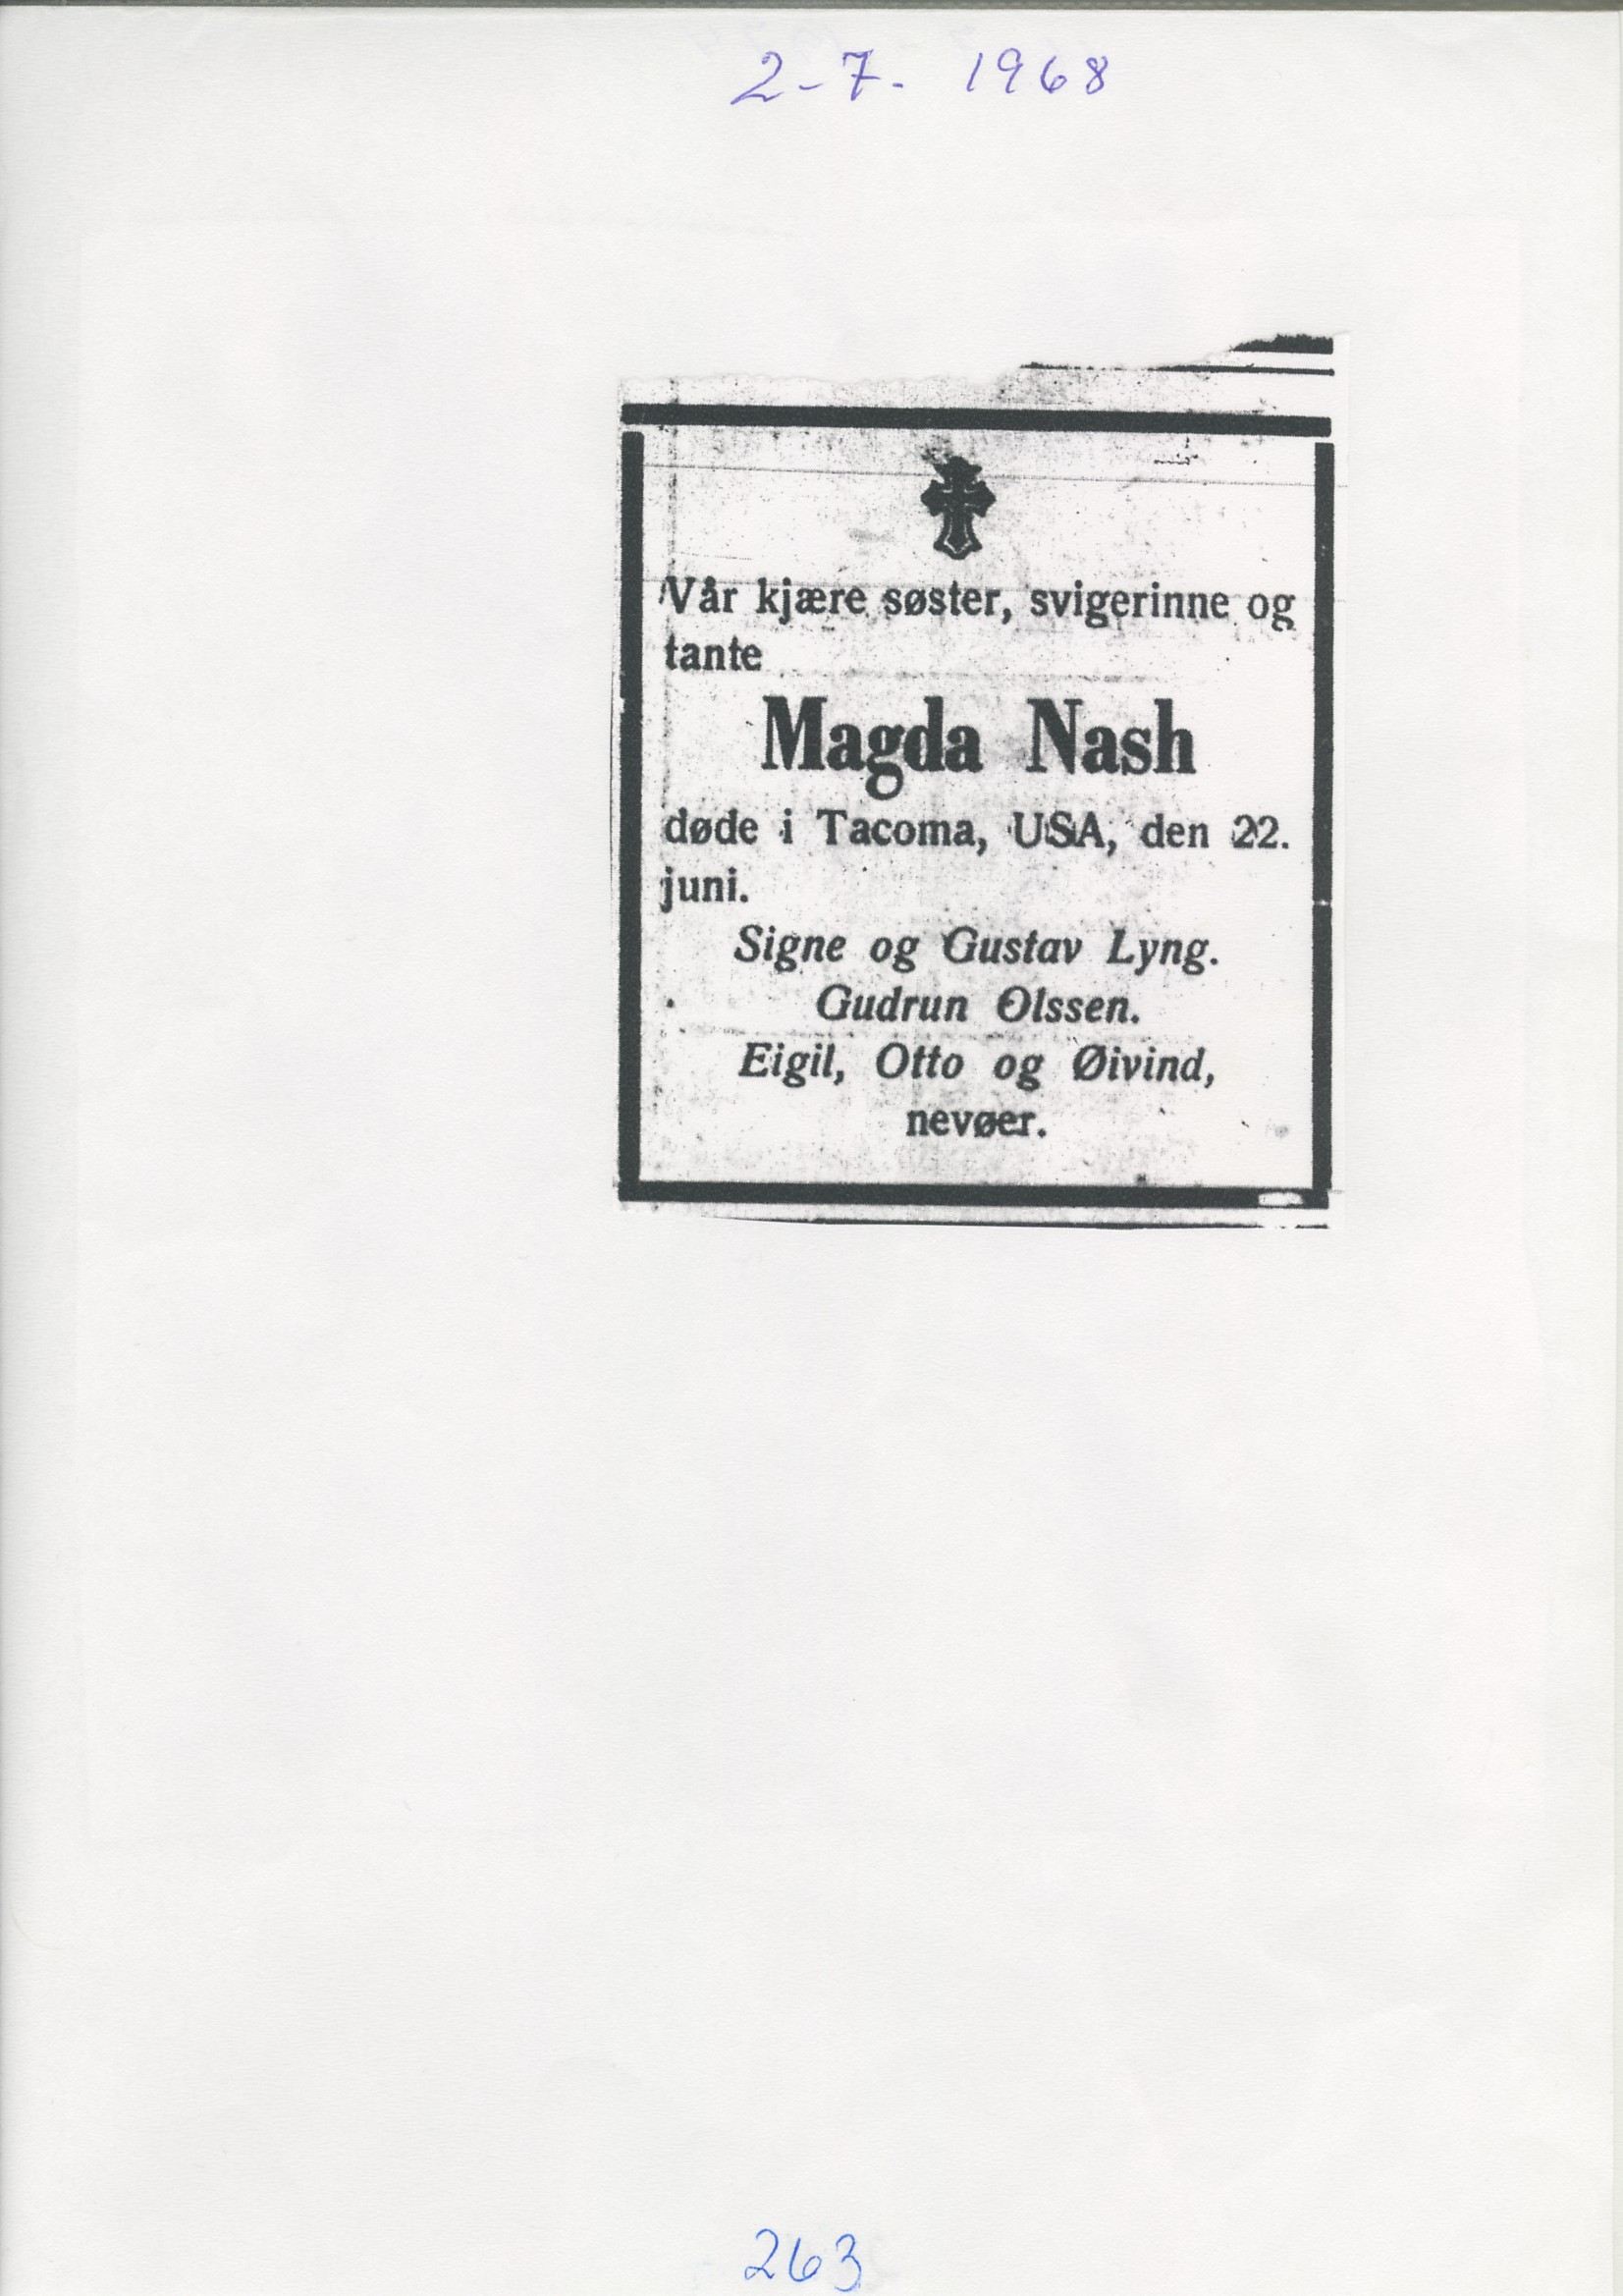 2-7. 1968
Vår kjære søster, svigerinne og
tante
Magda Nash
døde i Tacoma, USA, den 22.
juni.
Signe og Gustav Lyng.
Gudrun Olssen.
Eigil, Otto og Øivind,
nevøer.
263